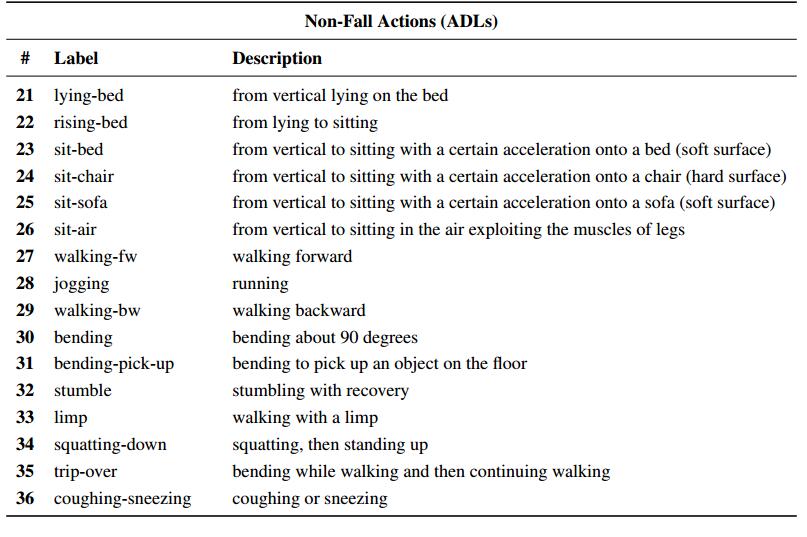 Non-Fall Actions (ADLs)
# Label Description
21 lying-bed from vertical lying on the bed
22 rising-bed from lying to sitting
23 sit-bed from vertical to sitting with a certain acceleration onto a bed (soft surface)
24 sit-chair from vertical to sitting with a certain acceleration onto a chair (hard surface)
25 sit-sofa from vertical to sitting with a certain acceleration onto a sofa (soft surface)
26 sit-air from vertical to sitting in the air exploiting the muscles of legs
27 walking-fw walking forward
28 jogging running
29 walking-bw walking backward
30 bending bending about 90 degrees
31 bending-pick-up bending to pick up an object on the floor
32 stumble stumbling with recovery
33 limp walking with a limp
34 squatting-down squatting, then standing up
35 trip-over bending while walking and then continuing walking
36 coughing-sneezing coughing or sneezing